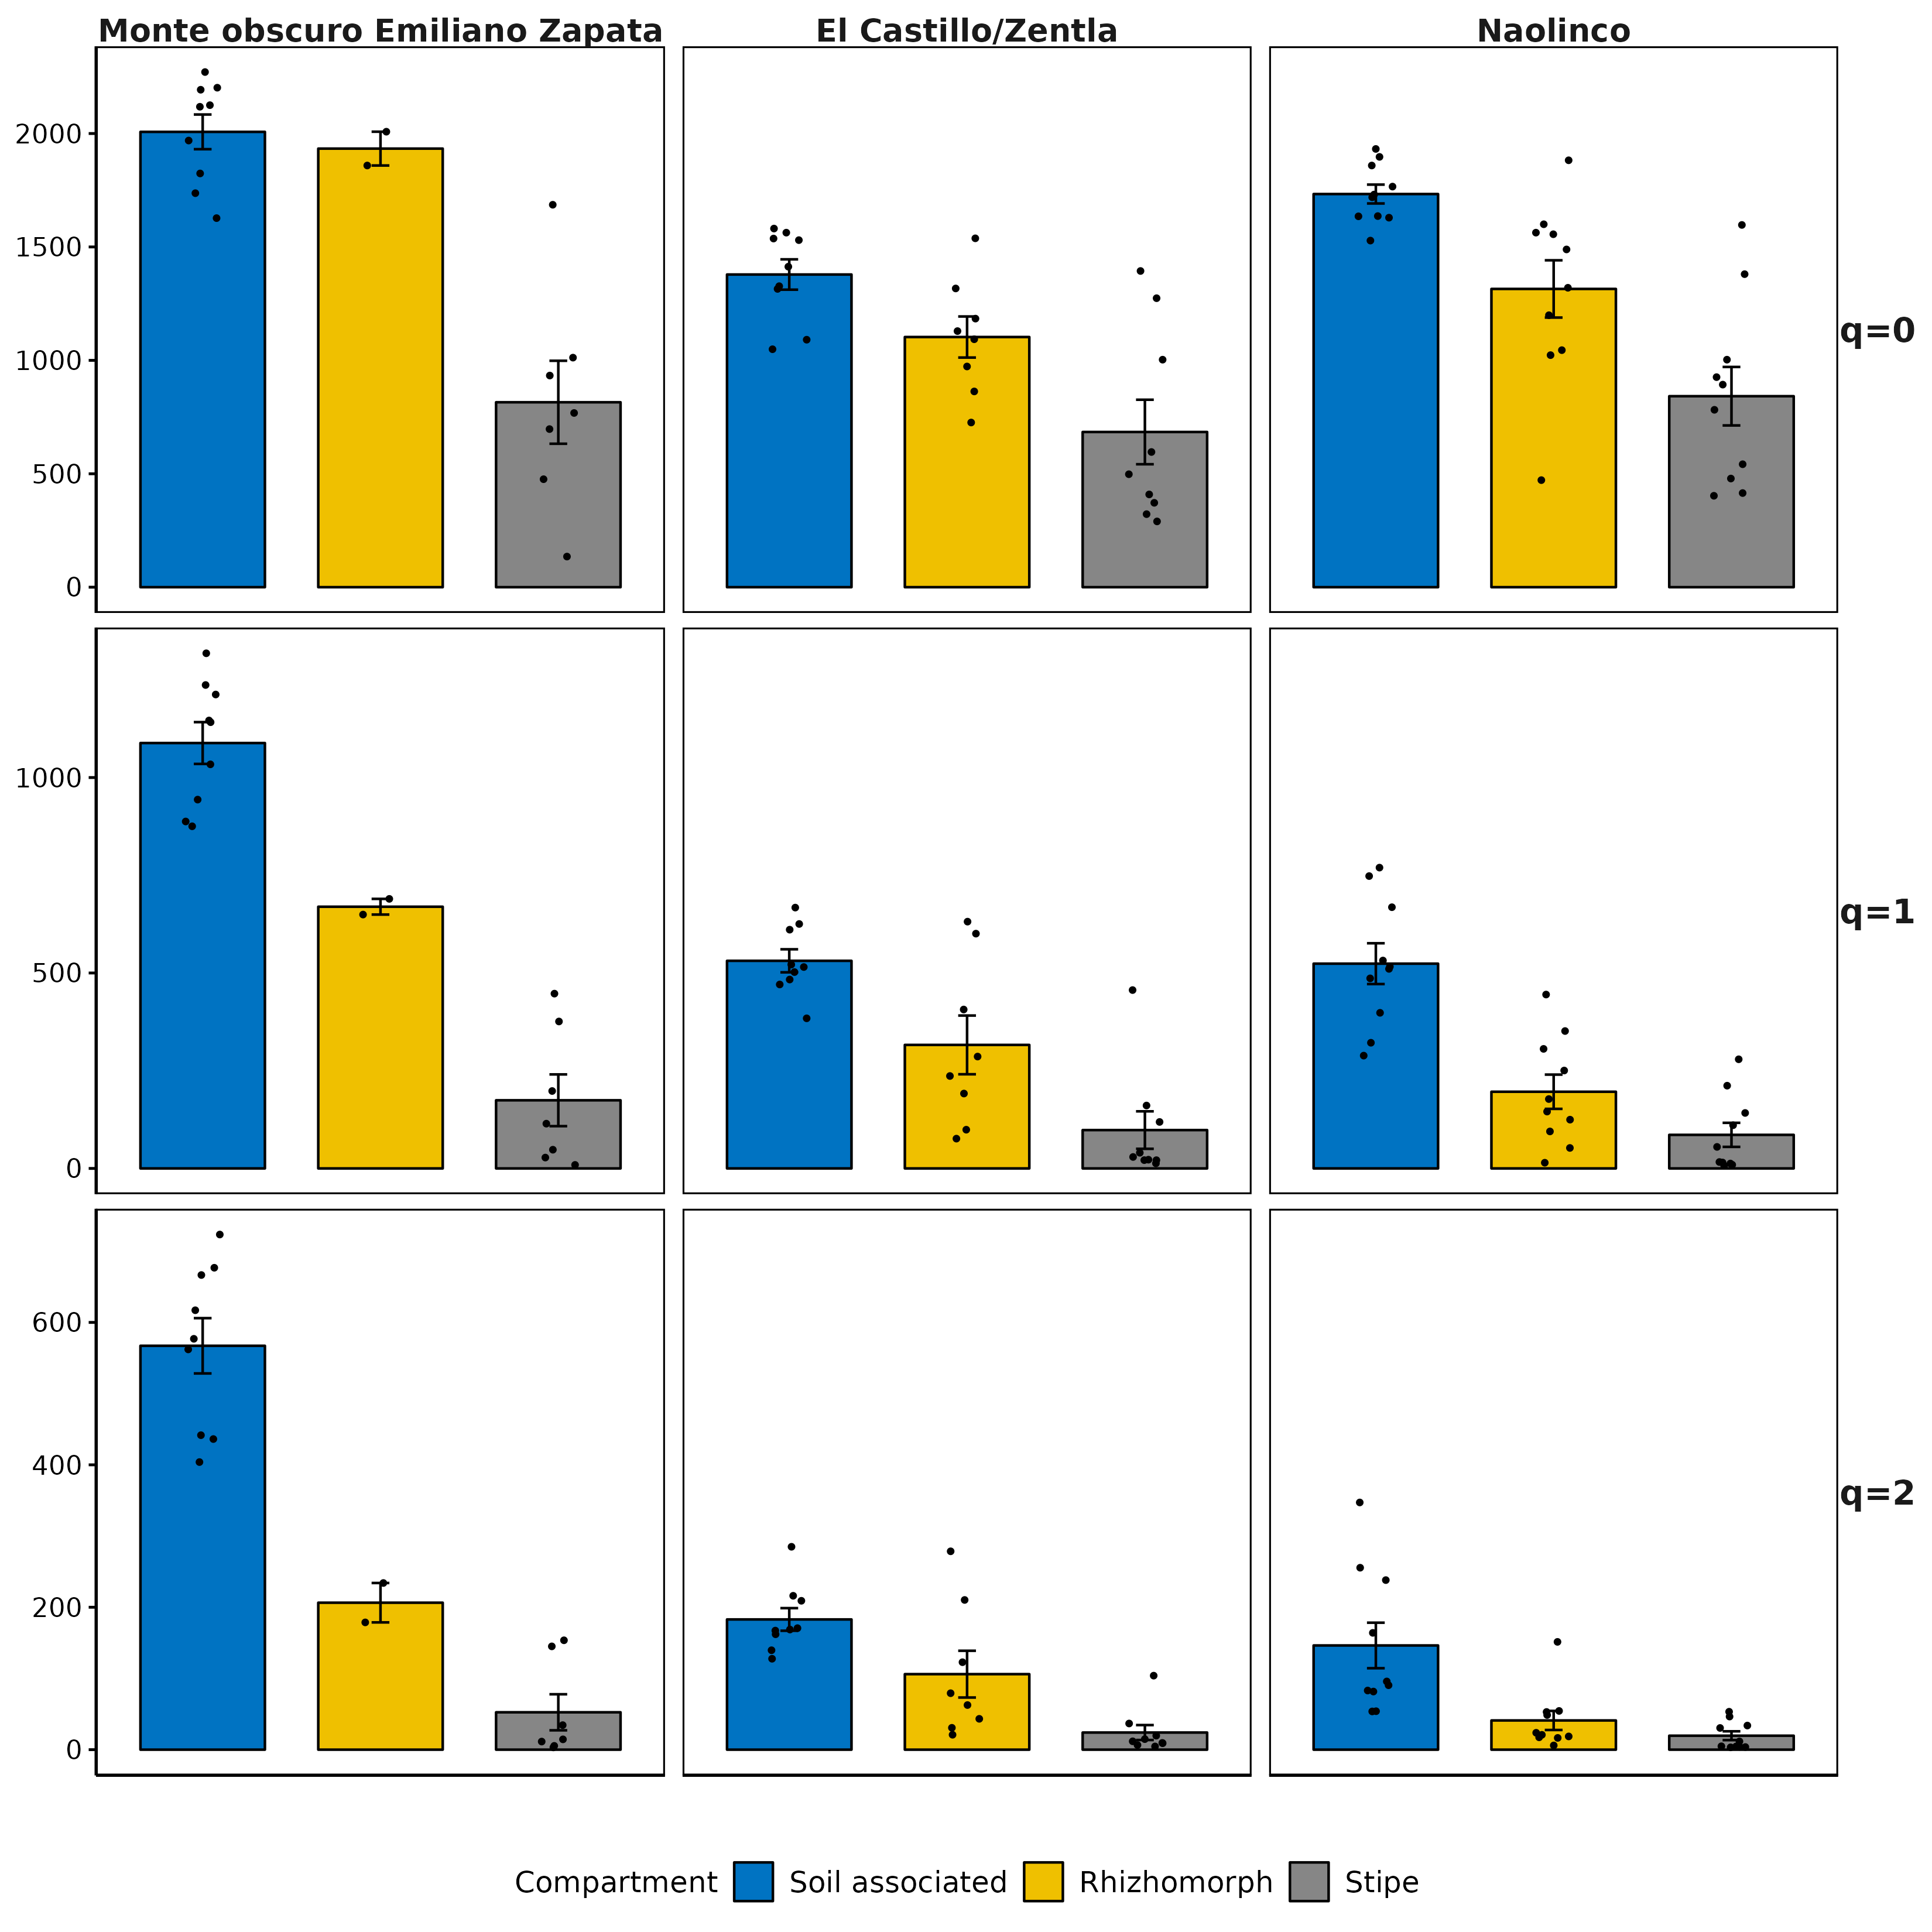 Monte obscuro Emiliano Zapata El Castillo/Zentla Naolinco
2000
1500
1000
500
0
q=0
1000
500
0
q=1
600
400
200
0
q=2
Compartment Soil associated Rhizhomorph Stipe